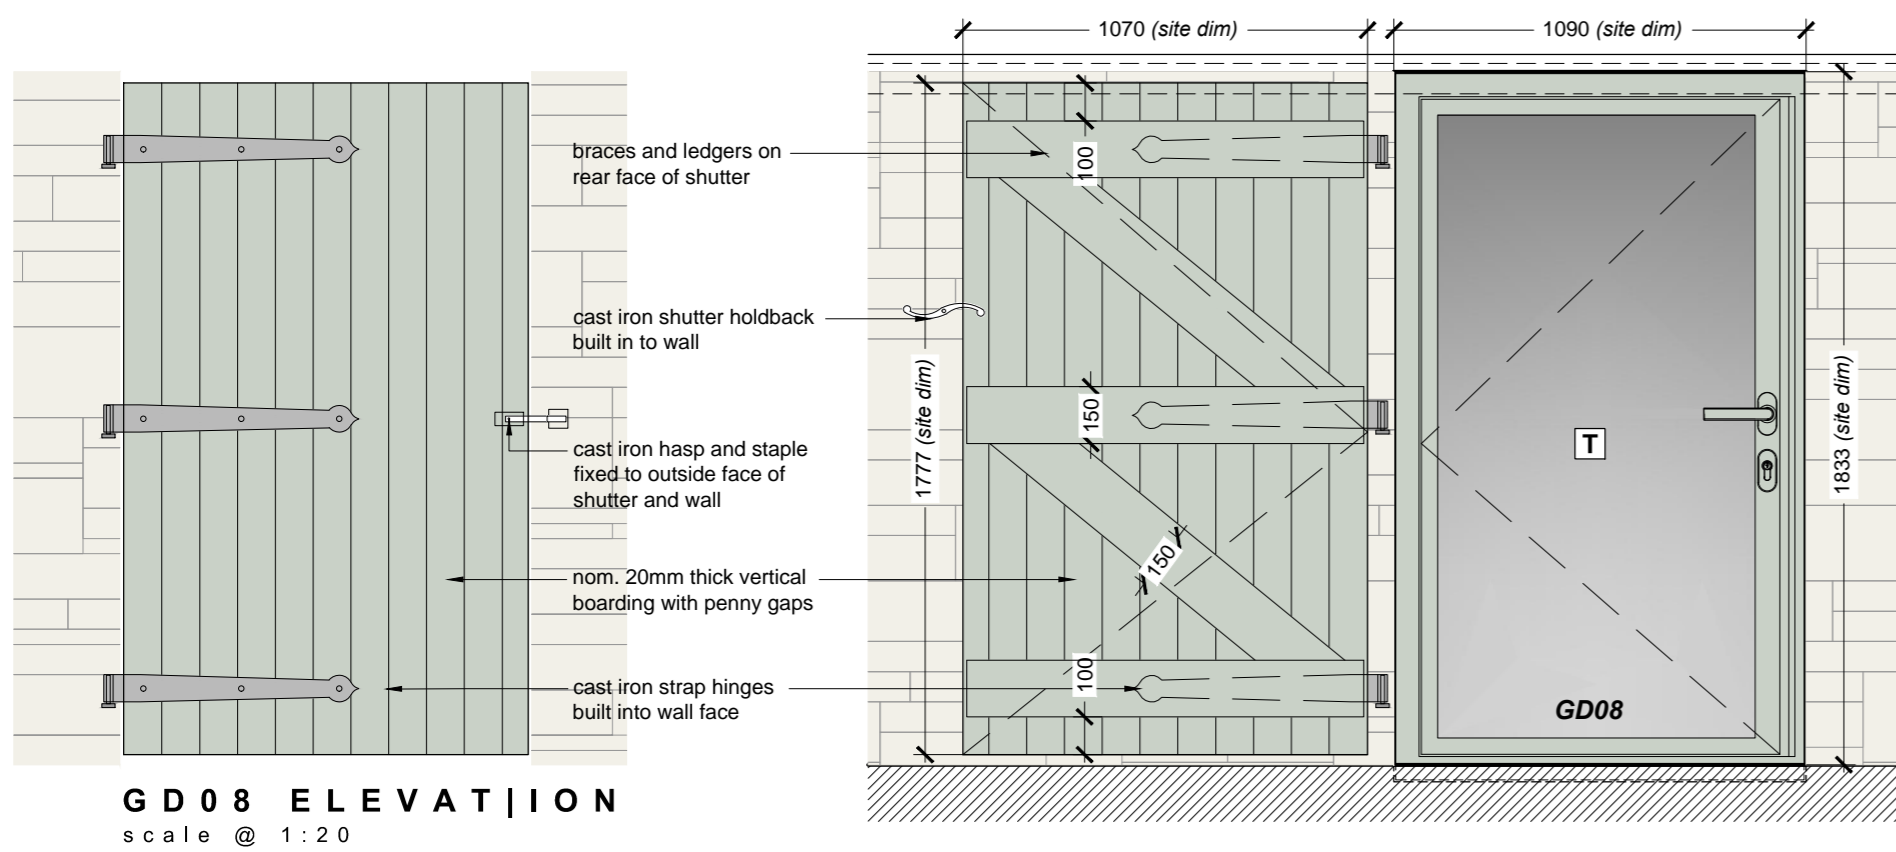 1070 (site dim)
1090 (site dim)
braces and ledgers on
rear face of shutter
100
cast iron shutter holdback
built in to wall
1777 (site dim)
150
1833 (site dim)
T
cast iron hasp and staple
fixed to outside face of
shutter and wall
150
nom. 20mm thick vertical
boarding with penny gaps
100
cast iron strap hinges
built into wall face
GD08
GD08 ELEVAT|ION
scale @ 1:20